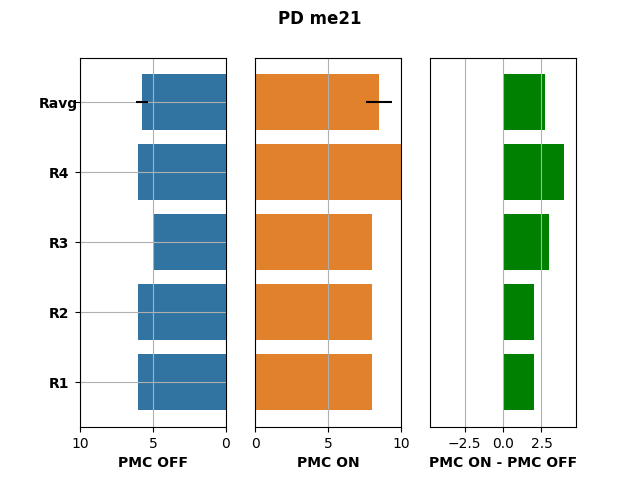 PD me21
Ravg
R4
R3
R2
R1
10 5 0
0 5 10
−2.5 0.0 2.5
PMC OFF
PMC ON
PMC ON - PMC OFF